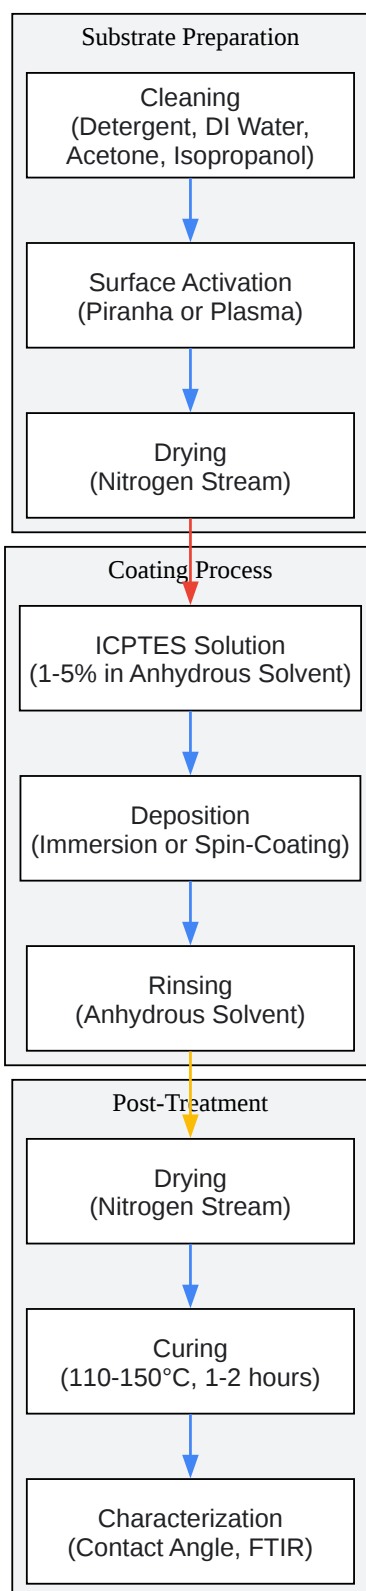 Substrate Preparation
Cleaning
(Detergent, DI Water,
Acetone, Isopropanol)
Surface Activation
(Piranha or Plasma)
Drying
(Nitrogen Stream)
Coating Process
ICPTES Solution
(1-5% in Anhydrous Solvent)
Deposition
(Immersion or Spin-Coating)
Rinsing
(Anhydrous Solvent)
Post-Treatment
Drying
(Nitrogen Stream)
Curing
(110-150°C, 1-2 hours)
Characterization
(Contact Angle, FTIR)